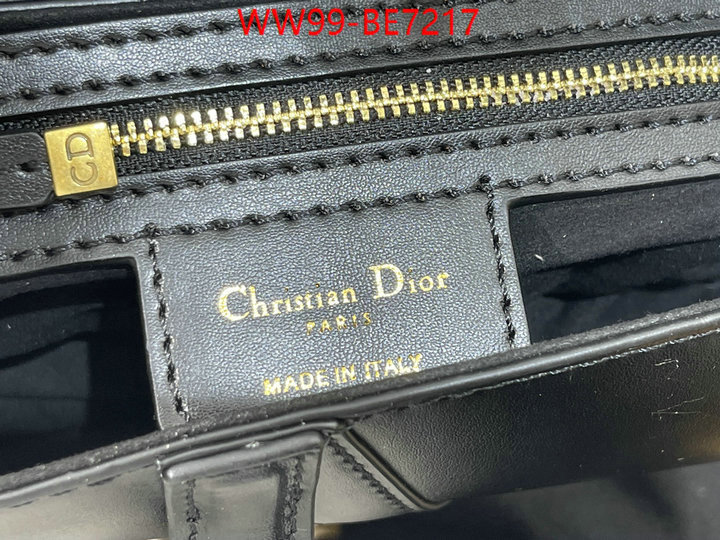 WW99-BE7217
CD
Christian Dior
PARIS
MADE IN ITALY